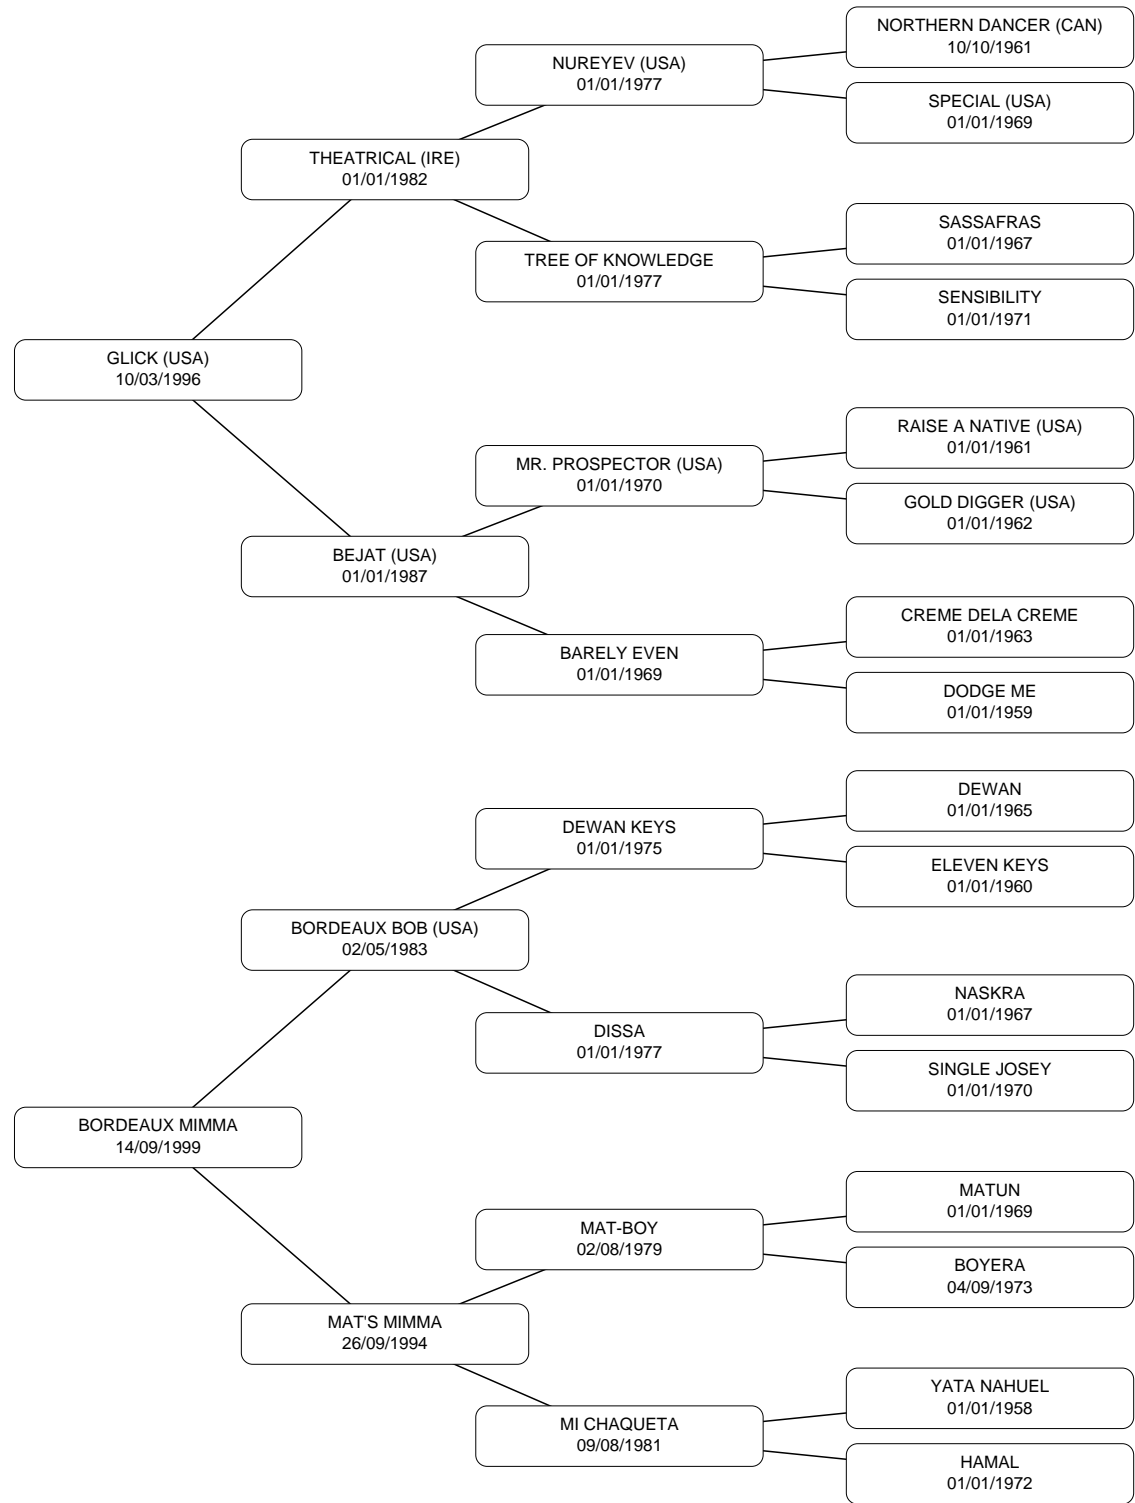 NORTHERN DANCER (CAN)
10/10/1961
NUREYEV (USA)
01/01/1977
SPECIAL (USA)
01/01/1969
THEATRICAL (IRE)
01/01/1982
SASSAFRAS
01/01/1967
TREE OF KNOWLEDGE
01/01/1977
SENSIBILITY
01/01/1971
GLICK (USA)
10/03/1996
RAISE A NATIVE (USA)
01/01/1961
MR. PROSPECTOR (USA)
01/01/1970
GOLD DIGGER (USA)
01/01/1962
BEJAT (USA)
01/01/1987
CREME DELA CREME
01/01/1963
BARELY EVEN
01/01/1969
DODGE ME
01/01/1959
DEWAN
01/01/1965
DEWAN KEYS
01/01/1975
ELEVEN KEYS
01/01/1960
BORDEAUX BOB (USA)
02/05/1983
NASKRA
01/01/1967
DISSA
01/01/1977
SINGLE JOSEY
01/01/1970
BORDEAUX MIMMA
14/09/1999
MATUN
01/01/1969
MAT-BOY
02/08/1979
BOYERA
04/09/1973
MAT'S MIMMA
26/09/1994
YATA NAHUEL
01/01/1958
MI CHAQUETA
09/08/1981
HAMAL
01/01/1972